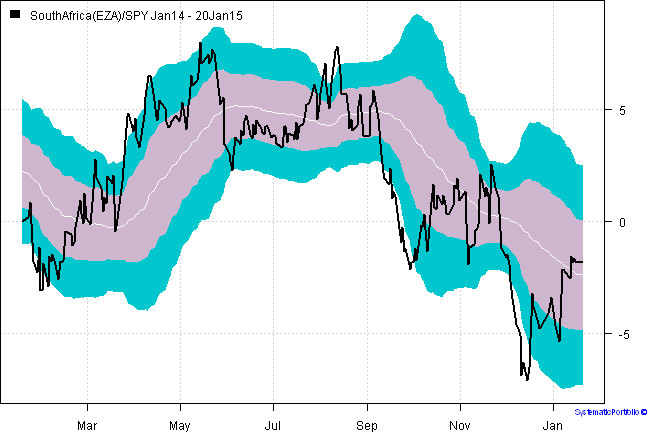 SouthAfrica(EZA)/SPY Jan14 - 20Jan15
5
0
-5
SystematicPortfolio ©
Mar May Jul Sep Nov Jan